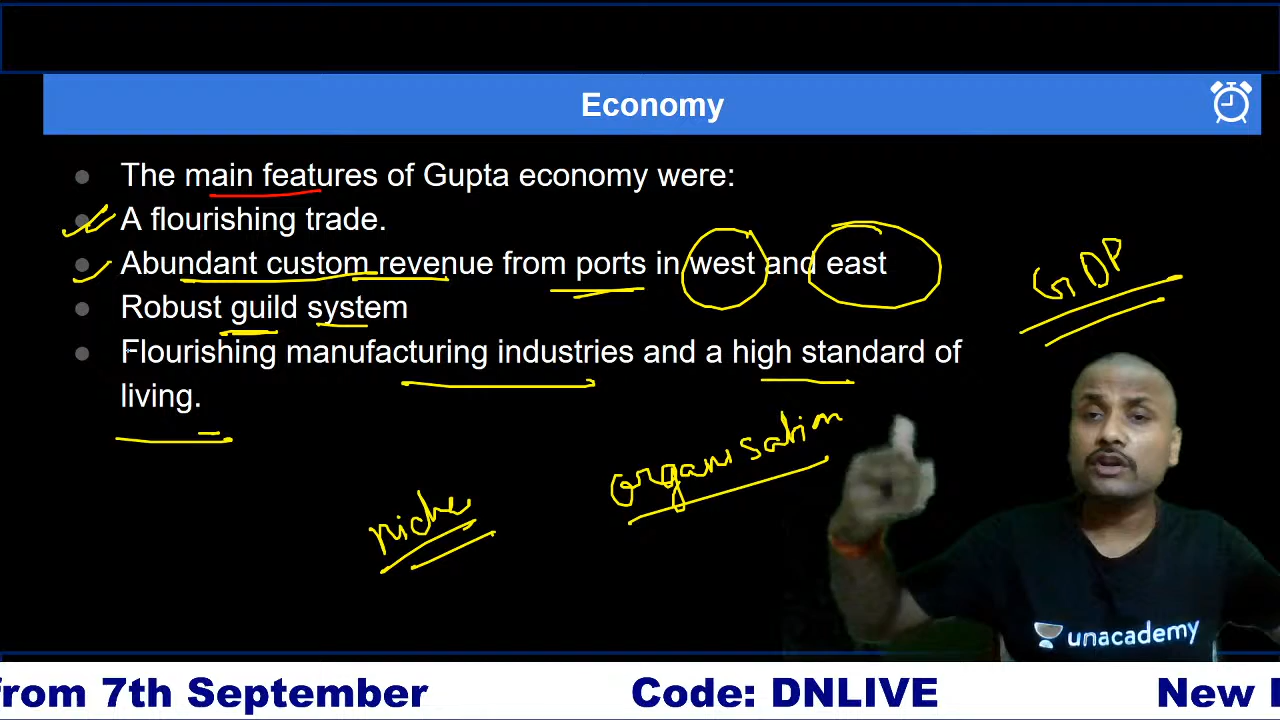 Economy
The main features of Gupta economy were:
A flourishing trade.
Abundant custom revenue from ports in west and east
GDP
Robust guild system
Flourishing manufacturing industries and a high standard of
living.
organisation
niche
unacademy
from 7th September Code: DNLIVE New